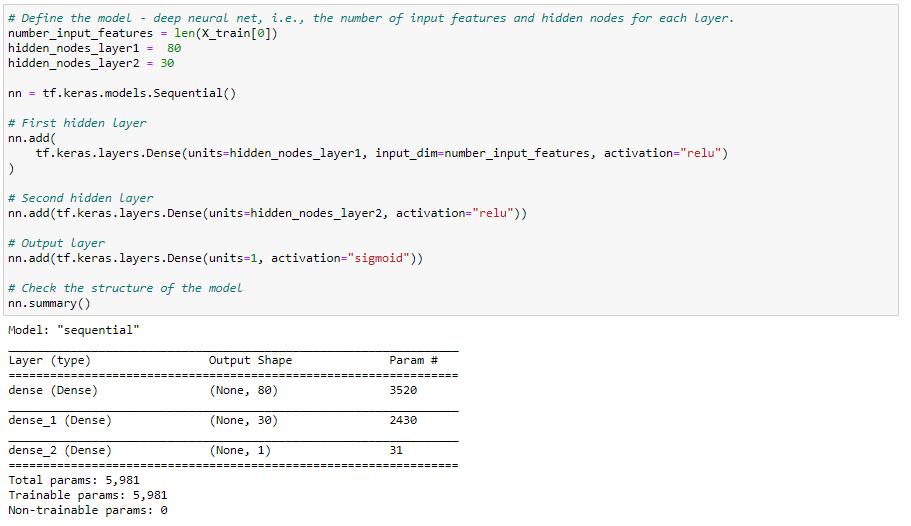 # Define the model - deep neural net, i.e., the number of input features and hidden nodes for each layer.
number_input_features = len(X_train[0])
hidden_nodes_layer1 =  80
hidden_nodes_layer2 = 30
nn = tf.keras.models.Sequential()
# First hidden layer
nn.add(
    tf.keras.layers.Dense(units=hidden_nodes_layer1, input_dim=number_input_features, activation="relu")
)
# Second hidden layer
nn.add(tf.keras.layers.Dense(units=hidden_nodes_layer2, activation="relu"))
# Output layer
nn.add(tf.keras.layers.Dense(units=1, activation="sigmoid"))
# Check the structure of the model
nn.summary()
Model: "sequential"
Layer (type) Output Shape Param #
dense (Dense) (None, 80) 3520
dense_1 (Dense) (None, 30) 2430
dense_2 (Dense) (None, 1) 31
Total params: 5,981
Trainable params: 5,981
Non-trainable params: 0